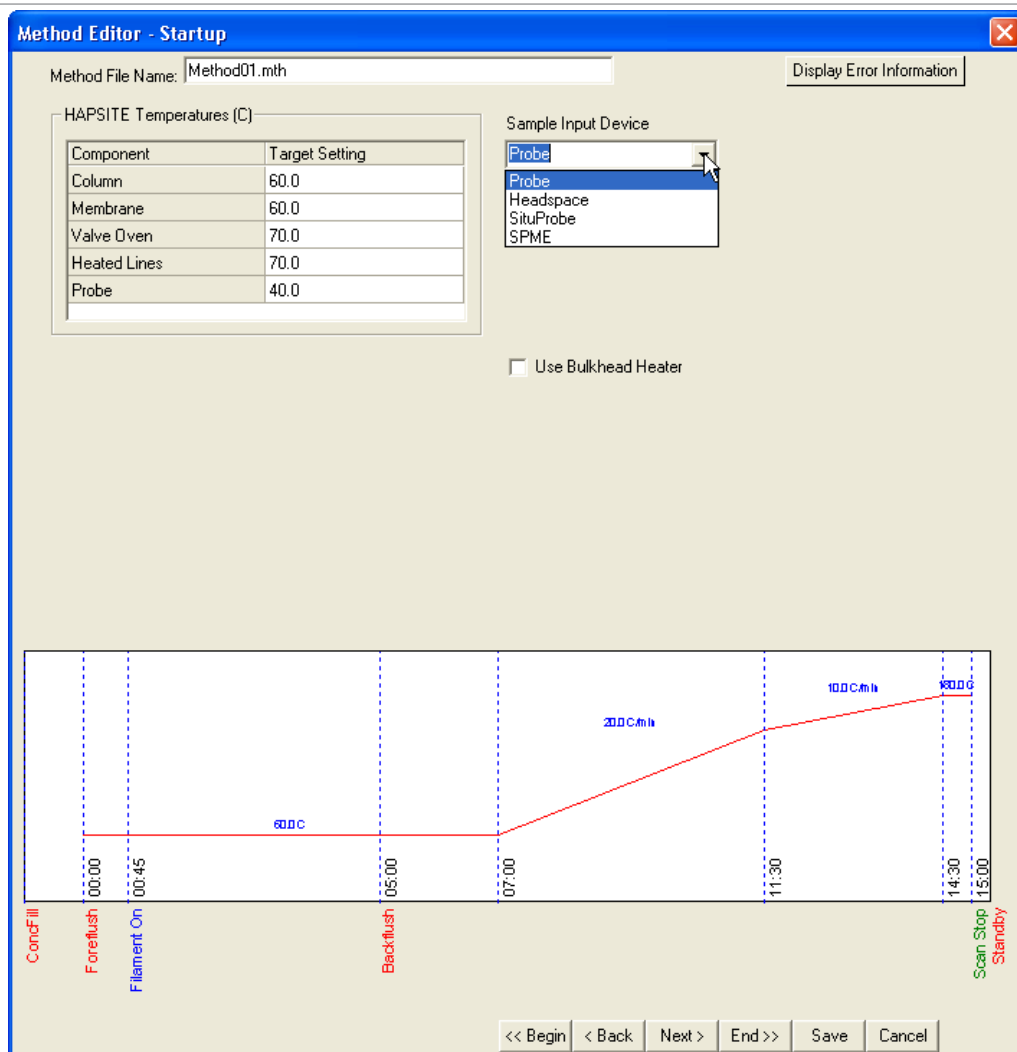 Method Editor - Startup
Method File Name: Method01.mth
Display Error Information
HAPSITE Temperatures (C)
Sample Input Device
Component Target Setting
Probe
Column 60.0
Probe
Membrane 60.0
Headspace
Valve Oven 70.0
SituProbe
Heated Lines 70.0
SPME
Probe 40.0
Use Bulkhead Heater
10.0 C/min
180.0 C
20.0 C/min
60.0 C
00:00
00:45
05:00
07:00
11:30
14:30
15:00
ConcFill
Foreflush
Filament On
Backflush
Scan Stop
Standby
<< Begin
< Back
Next >
End >>
Save
Cancel